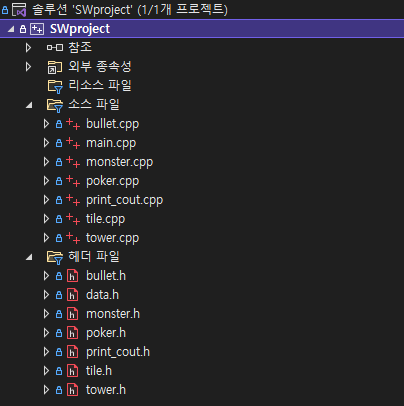 솔루션 'SWproject' (1/1개 프로젝트)
SWproject
참조
외부 종속성
리소스 파일
소스 파일
bullet.cpp
main.cpp
monster.cpp
poker.cpp
print_cout.cpp
tile.cpp
tower.cpp
헤더 파일
bullet.h
data.h
monster.h
poker.h
print_cout.h
tile.h
tower.h